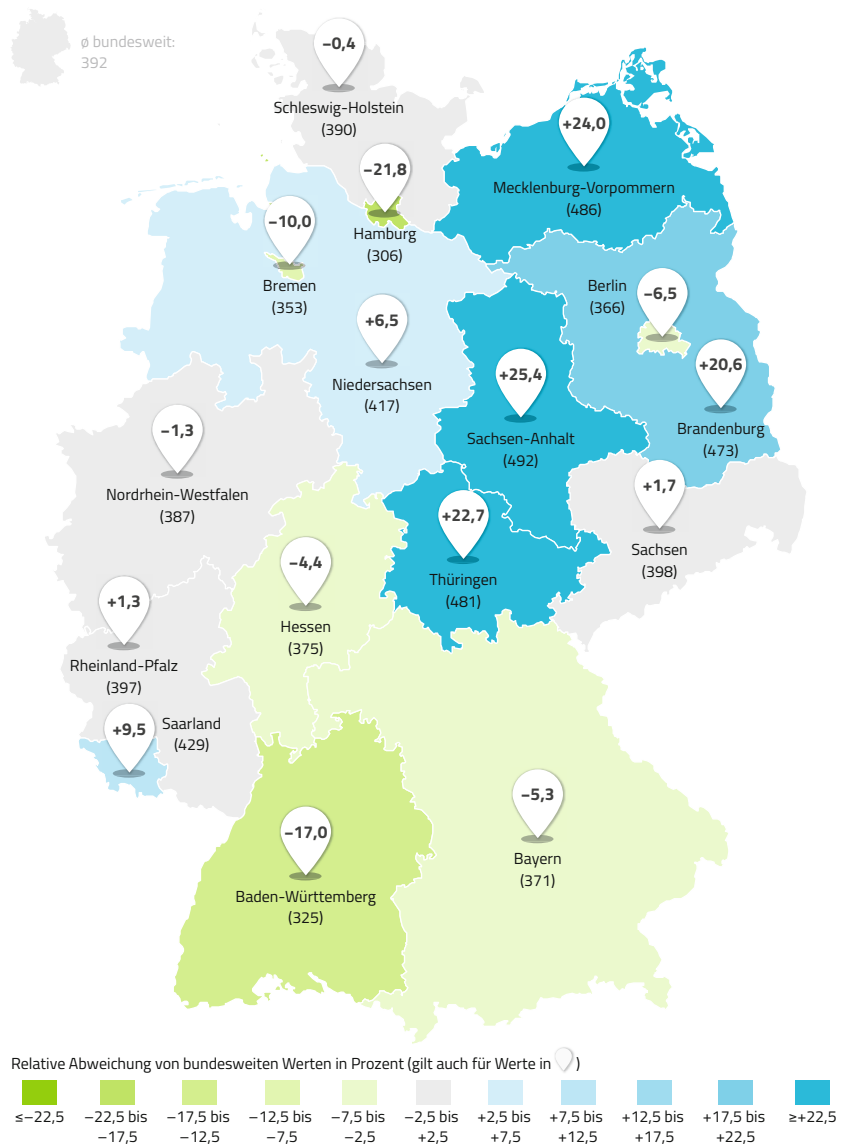 ø bundesweit:
392
−0,4
Schleswig-Holstein
(390)
+24,0
Mecklenburg-Vorpommern
(486)
−21,8
Hamburg
(306)
−10,0
Bremen
(353)
Berlin
(366)
−6,5
+6,5
Niedersachsen
(417)
+25,4
Sachsen-Anhalt
(492)
+20,6
Brandenburg
(473)
−1,3
Nordrhein-Westfalen
(387)
+1,7
Sachsen
(398)
+22,7
Thüringen
(481)
−4,4
Hessen
(375)
+1,3
Rheinland-Pfalz
(397)
+9,5
Saarland
(429)
−5,3
Bayern
(371)
−17,0
Baden-Württemberg
(325)
Relative Abweichung von bundesweiten Werten in Prozent (gilt auch für Werte in )
≤−22,5
−22,5 bis
−17,5
−17,5 bis
−12,5
−12,5 bis
−7,5
−7,5 bis
−2,5
−2,5 bis
+2,5
+2,5 bis
+7,5
+7,5 bis
+12,5
+12,5 bis
+17,5
+17,5 bis
+22,5
≥+22,5